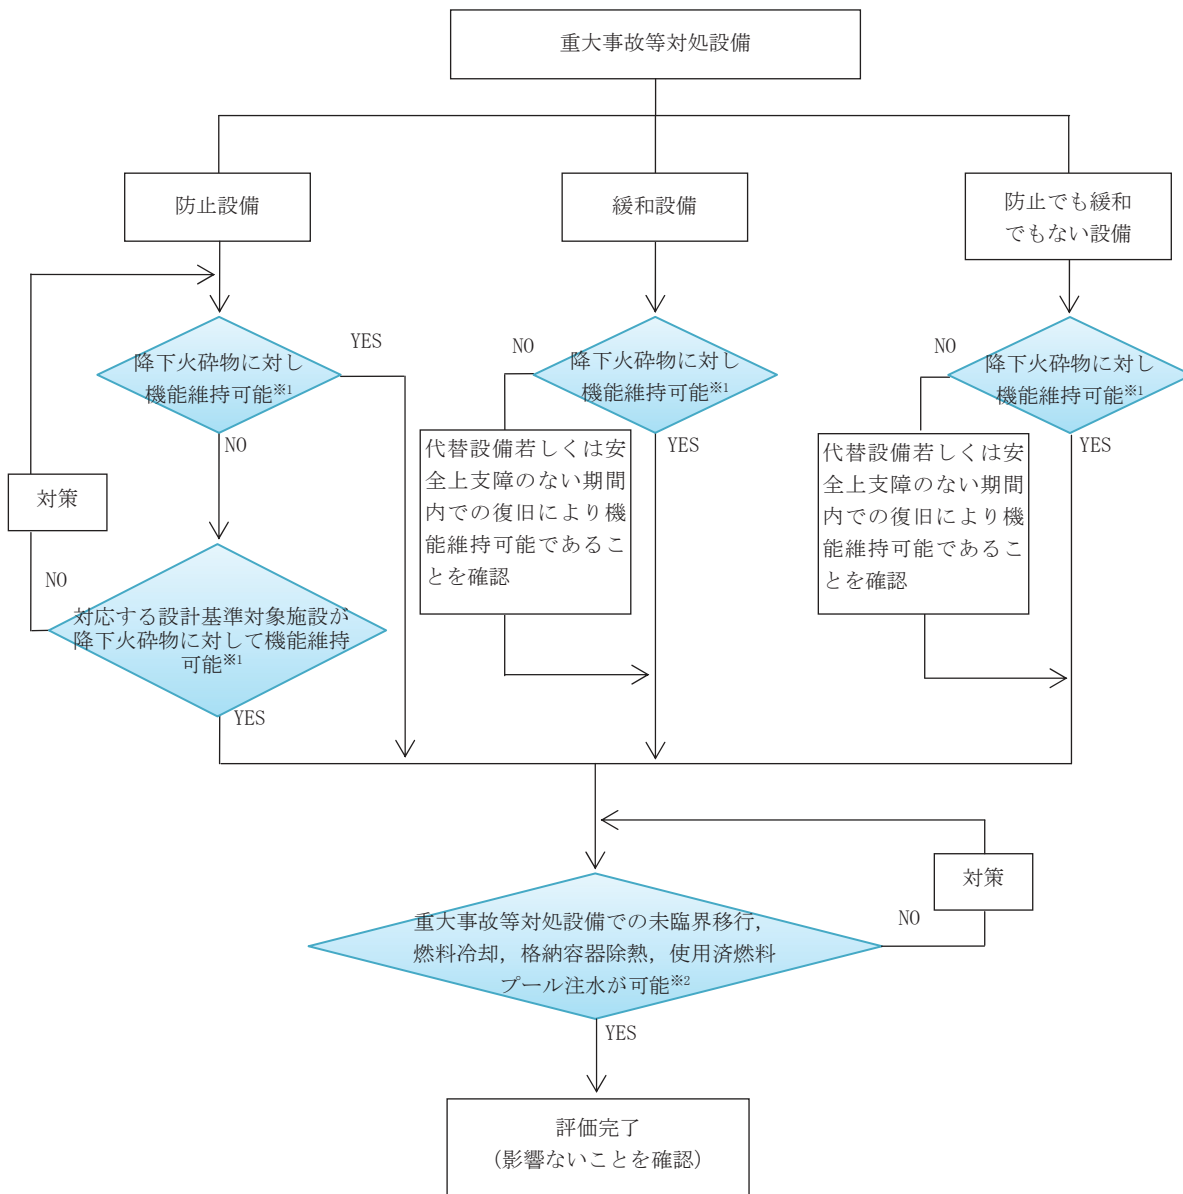 重大事故等対処設備
防止設備
緩和設備
防止でも緩和
でもない設備
降下火砕物に対し
機能維持可能※1
YES
NO
対策
NO
対応する設計基準対象施設が
降下火砕物に対して機能維持
可能※1
YES
NO
降下火砕物に対し
機能維持可能※1
YES
代替設備若しくは安
全上支障のない期間
内での復旧により機
能維持可能であるこ
とを確認
NO
降下火砕物に対し
機能維持可能※1
YES
代替設備若しくは安
全上支障のない期間
内での復旧により機
能維持可能であるこ
とを確認
対策
NO
重大事故等対処設備での未臨界移行，
燃料冷却，格納容器除熱，使用済燃料
プール注水が可能※2
YES
評価完了
（影響ないことを確認）